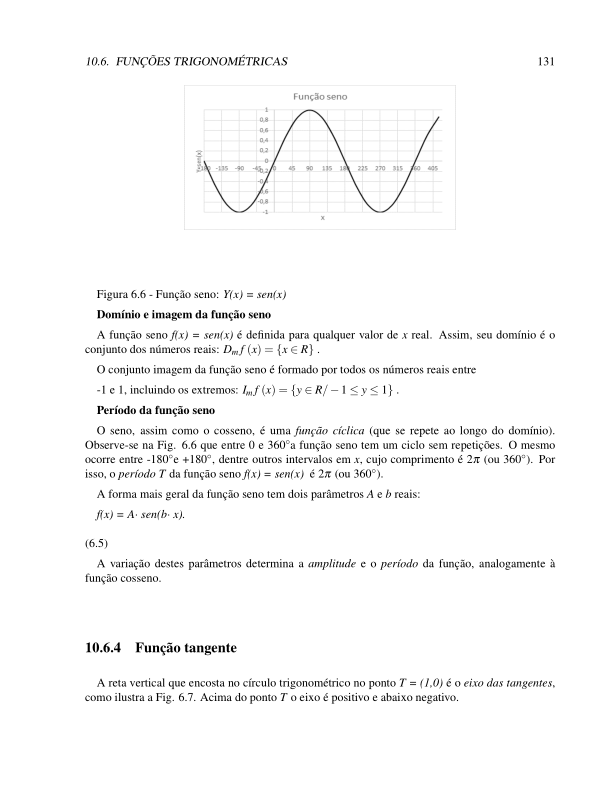 10.6. FUNÇÕES TRIGONOMÉTRICAS 131
Função seno
1
0,8
0,6
0,4
0,2
0
-0,2
-0,4
-0,6
-0,8
-1
-180 -135 -90 -45 0 45 90 135 180 225 270 315 360 405
Y=sen(x)
x
Figura 6.6 - Função seno: Y(x) = sen(x)
Domínio e imagem da função seno
A função seno f(x) = sen(x) é definida para qualquer valor de x real. Assim, seu domínio é o
conjunto dos números reais: D_m f (x) = {x ∈ R} .
O conjunto imagem da função seno é formado por todos os números reais entre
-1 e 1, incluindo os extremos: I_m f (x) = {y ∈ R/ − 1 ≤ y ≤ 1} .
Período da função seno
O seno, assim como o cosseno, é uma função cíclica (que se repete ao longo do domínio).
Observe-se na Fig. 6.6 que entre 0 e 360°a função seno tem um ciclo sem repetições. O mesmo
ocorre entre -180°e +180°, dentre outros intervalos em x, cujo comprimento é 2π (ou 360°). Por
isso, o período T da função seno f(x) = sen(x) é 2π (ou 360°).
A forma mais geral da função seno tem dois parâmetros A e b reais:
f(x) = A· sen(b· x).
(6.5)
A variação destes parâmetros determina a amplitude e o período da função, analogamente à
função cosseno.
10.6.4 Função tangente
A reta vertical que encosta no círculo trigonométrico no ponto T = (1,0) é o eixo das tangentes,
como ilustra a Fig. 6.7. Acima do ponto T o eixo é positivo e abaixo negativo.